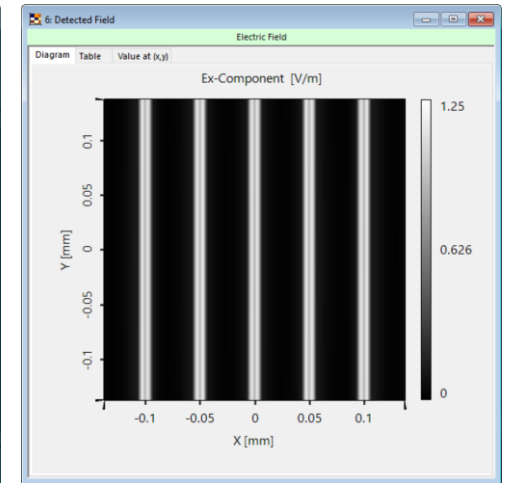 6: Detected Field
Electric Field
Diagram Table Value at (x,y)
Ex-Component [V/m]
1.25
0.626
0
0.1
0.05
0
-0.05
-0.1
Y [mm]
-0.1 -0.05 0 0.05 0.1
X [mm]